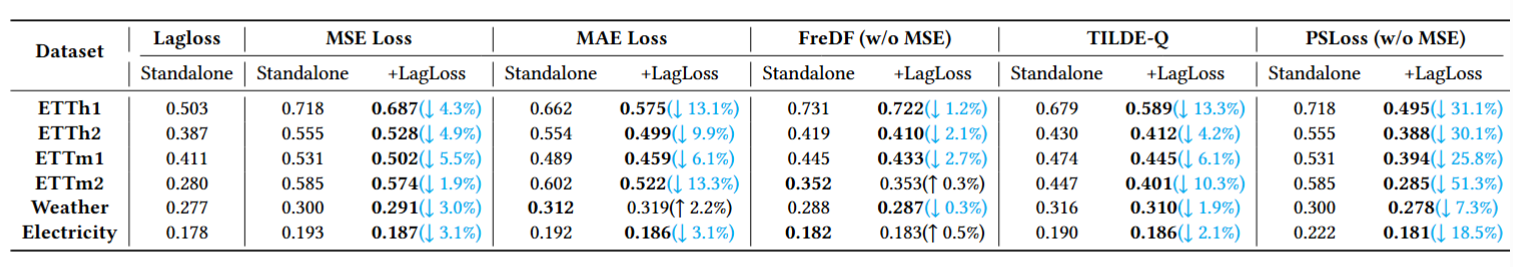 Dataset Lagloss MSE Loss MAE Loss FreDF (w/o MSE) TILDE-Q PSLoss (w/o MSE)
Standalone Standalone +LagLoss Standalone +LagLoss Standalone +LagLoss Standalone +LagLoss Standalone +LagLoss
ETTh1 0.503 0.718 0.687(↓ 4.3%) 0.662 0.575(↓ 13.1%) 0.731 0.722(↓ 1.2%) 0.679 0.589(↓ 13.3%) 0.718 0.495(↓ 31.1%)
ETTh2 0.387 0.555 0.528(↓ 4.9%) 0.554 0.499(↓ 9.9%) 0.419 0.410(↓ 2.1%) 0.430 0.412(↓ 4.2%) 0.555 0.388(↓ 30.1%)
ETTm1 0.411 0.531 0.502(↓ 5.5%) 0.489 0.459(↓ 6.1%) 0.445 0.433(↓ 2.7%) 0.474 0.445(↓ 6.1%) 0.531 0.394(↓ 25.8%)
ETTm2 0.280 0.585 0.574(↓ 1.9%) 0.602 0.522(↓ 13.3%) 0.352 0.353(↑ 0.3%) 0.447 0.401(↓ 10.3%) 0.585 0.285(↓ 51.3%)
Weather 0.277 0.300 0.291(↓ 3.0%) 0.312 0.319(↑ 2.2%) 0.288 0.287(↓ 0.3%) 0.316 0.310(↓ 1.9%) 0.300 0.278(↓ 7.3%)
Electricity 0.178 0.193 0.187(↓ 3.1%) 0.192 0.186(↓ 3.1%) 0.182 0.183(↑ 0.5%) 0.190 0.186(↓ 2.1%) 0.222 0.181(↓ 18.5%)